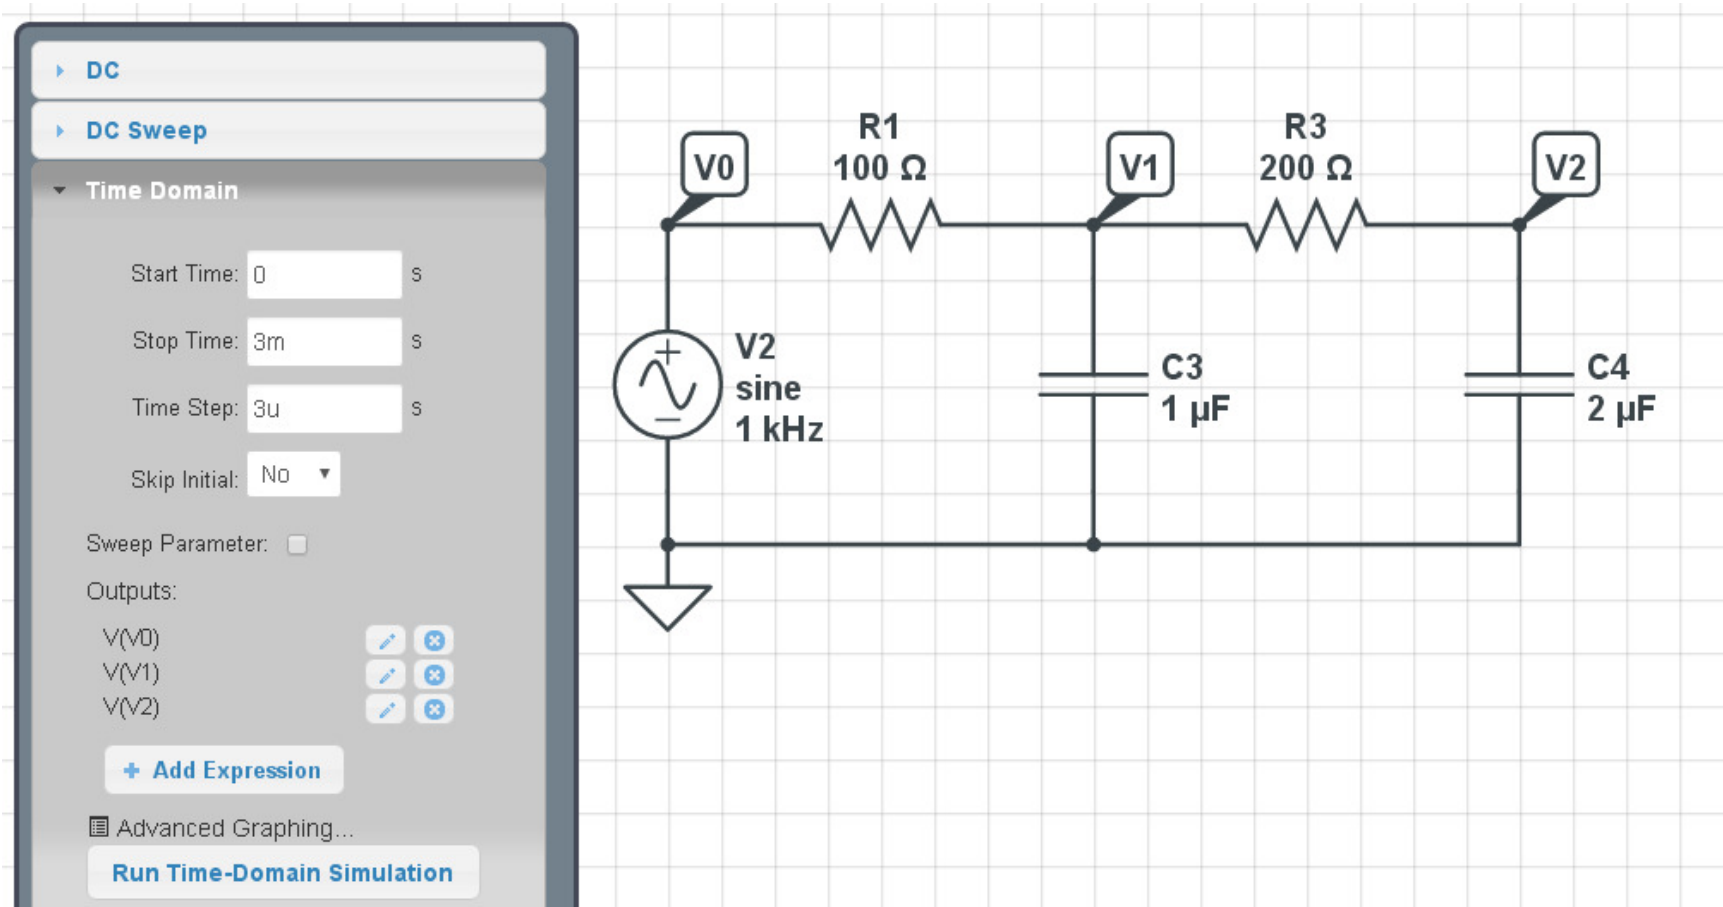 DC
DC Sweep
Time Domain
Start Time: 0 s
Stop Time: 3m s
Time Step: 3u s
Skip Initial: No
Sweep Parameter:
Outputs:
V(V0)
V(V1)
V(V2)
+ Add Expression
Advanced Graphing...
Run Time-Domain Simulation
V0
R1
100 Ω
V1
R3
200 Ω
V2
V2
sine
1 kHz
C3
1 µF
C4
2 µF